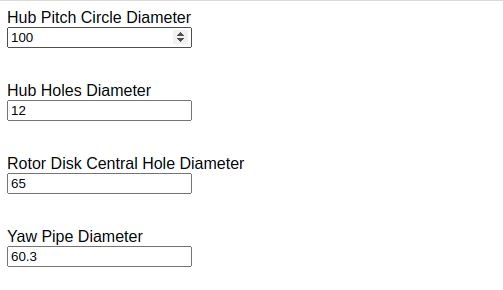 Hub Pitch Circle Diameter
100
Hub Holes Diameter
12
Rotor Disk Central Hole Diameter
65
Yaw Pipe Diameter
60.3